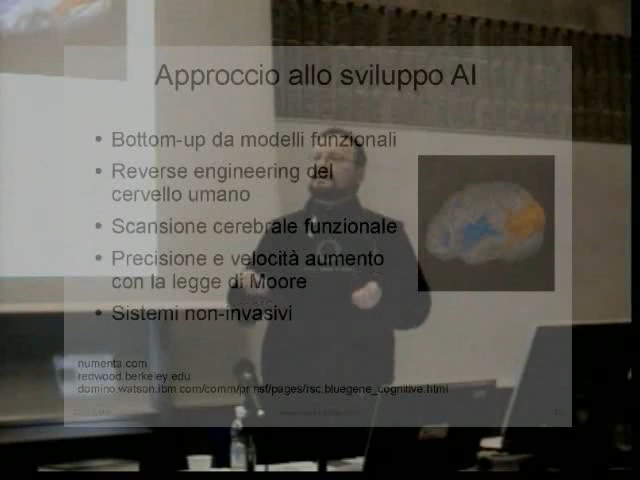 Approccio allo sviluppo AI
• Bottom-up da modelli funzionali
• Reverse engineering del
cervello umano
• Scansione cerebrale funzionale
• Precisione e velocità aumento
con la legge di Moore
• Sistemi non-invasivi
numenta.com
redwood.berkeley.edu
domino.watson.ibm.com/comm/pr.nsf/pages/rsc.bluegene_cognitive.html